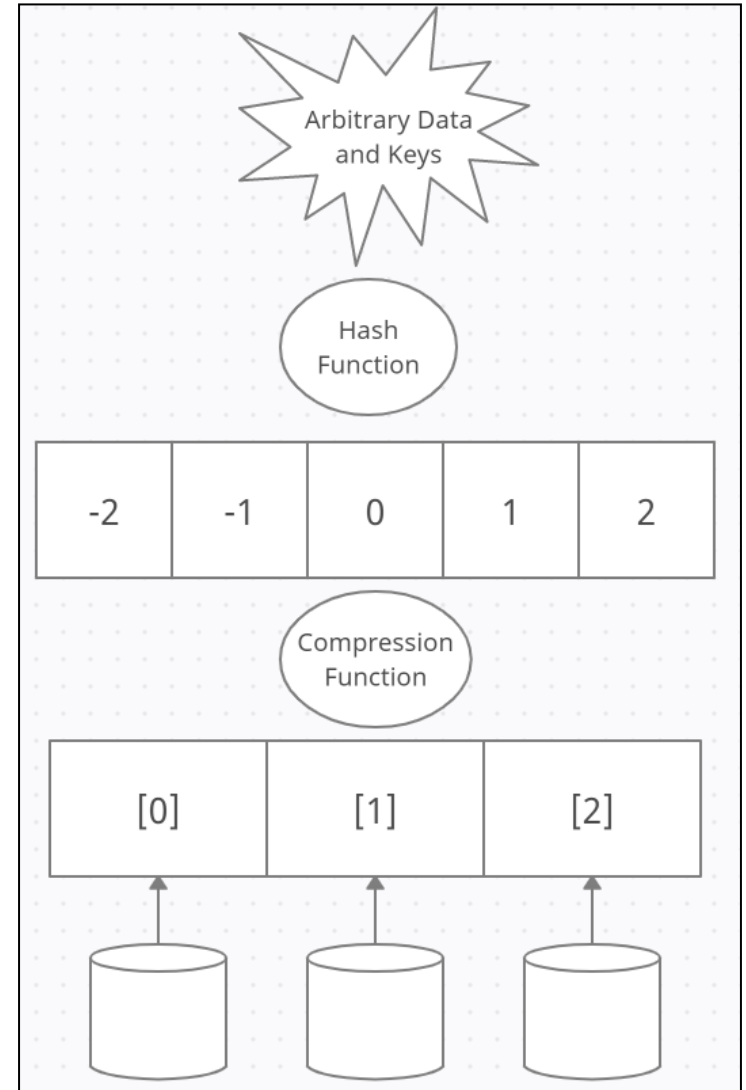 Arbitrary Data
and Keys
Hash
Function
-2 -1 0 1 2
Compression
Function
[0] [1] [2]